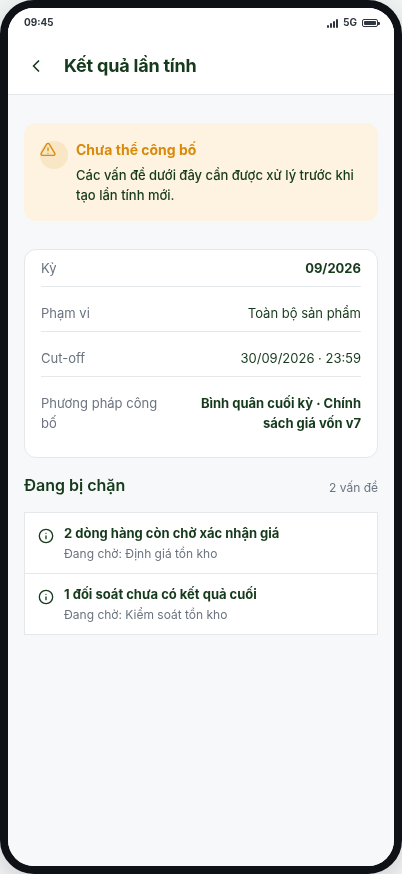 09:45
5G
Kết quả lần tính
Chưa thể công bố
Các vấn đề dưới đây cần được xử lý trước khi
tạo lần tính mới.
Kỳ
09/2026
Phạm vi
Toàn bộ sản phẩm
Cut-off
30/09/2026 · 23:59
Phương pháp công
bố
Bình quân cuối kỳ · Chính
sách giá vốn v7
Đang bị chặn
2 vấn đề
2 dòng hàng còn chờ xác nhận giá
Đang chờ: Định giá tồn kho
1 đối soát chưa có kết quả cuối
Đang chờ: Kiểm soát tồn kho